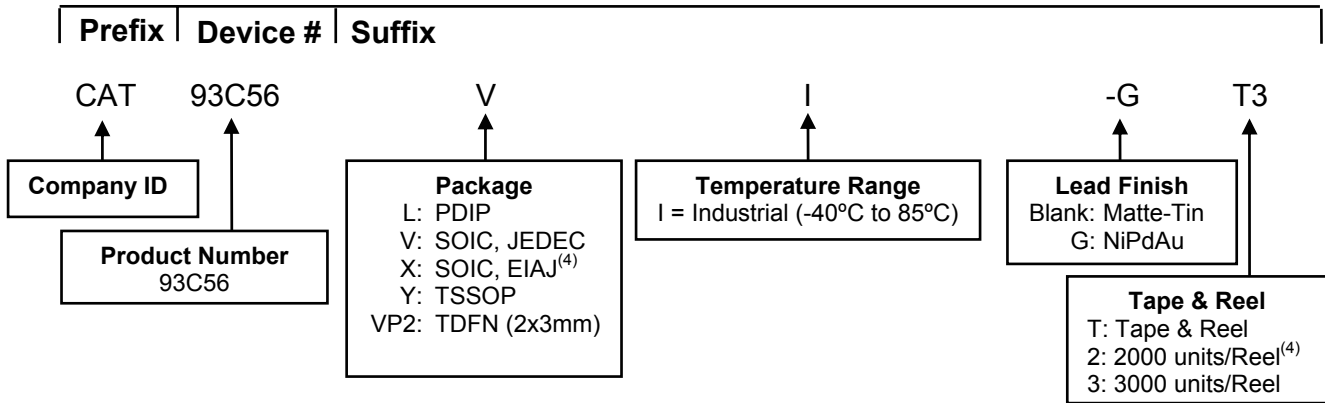 Prefix Device # Suffix
CAT 93C56 V I -G T3
Company ID
Product Number
93C56
Package
L: PDIP
V: SOIC, JEDEC
X: SOIC, EIAJ(4)
Y: TSSOP
VP2: TDFN (2x3mm)
Temperature Range
I = Industrial (-40ºC to 85ºC)
Lead Finish
Blank: Matte-Tin
G: NiPdAu
Tape & Reel
T: Tape & Reel
2: 2000 units/Reel(4)
3: 3000 units/Reel